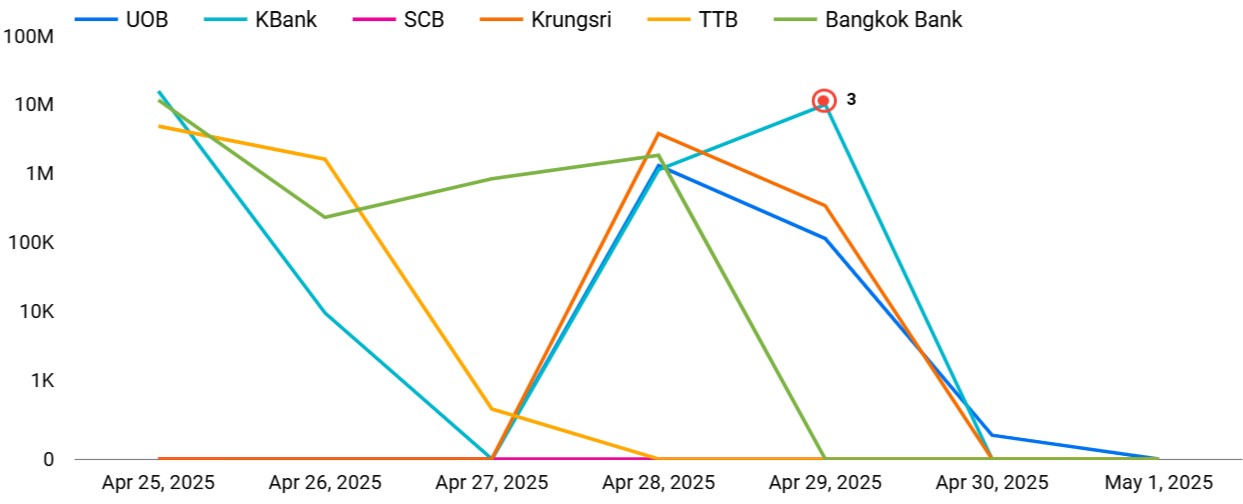 UOB KBank SCB Krungsri TTB Bangkok Bank
100M
10M
3
1M
100K
10K
1K
0
Apr 25, 2025 Apr 26, 2025 Apr 27, 2025 Apr 28, 2025 Apr 29, 2025 Apr 30, 2025 May 1, 2025